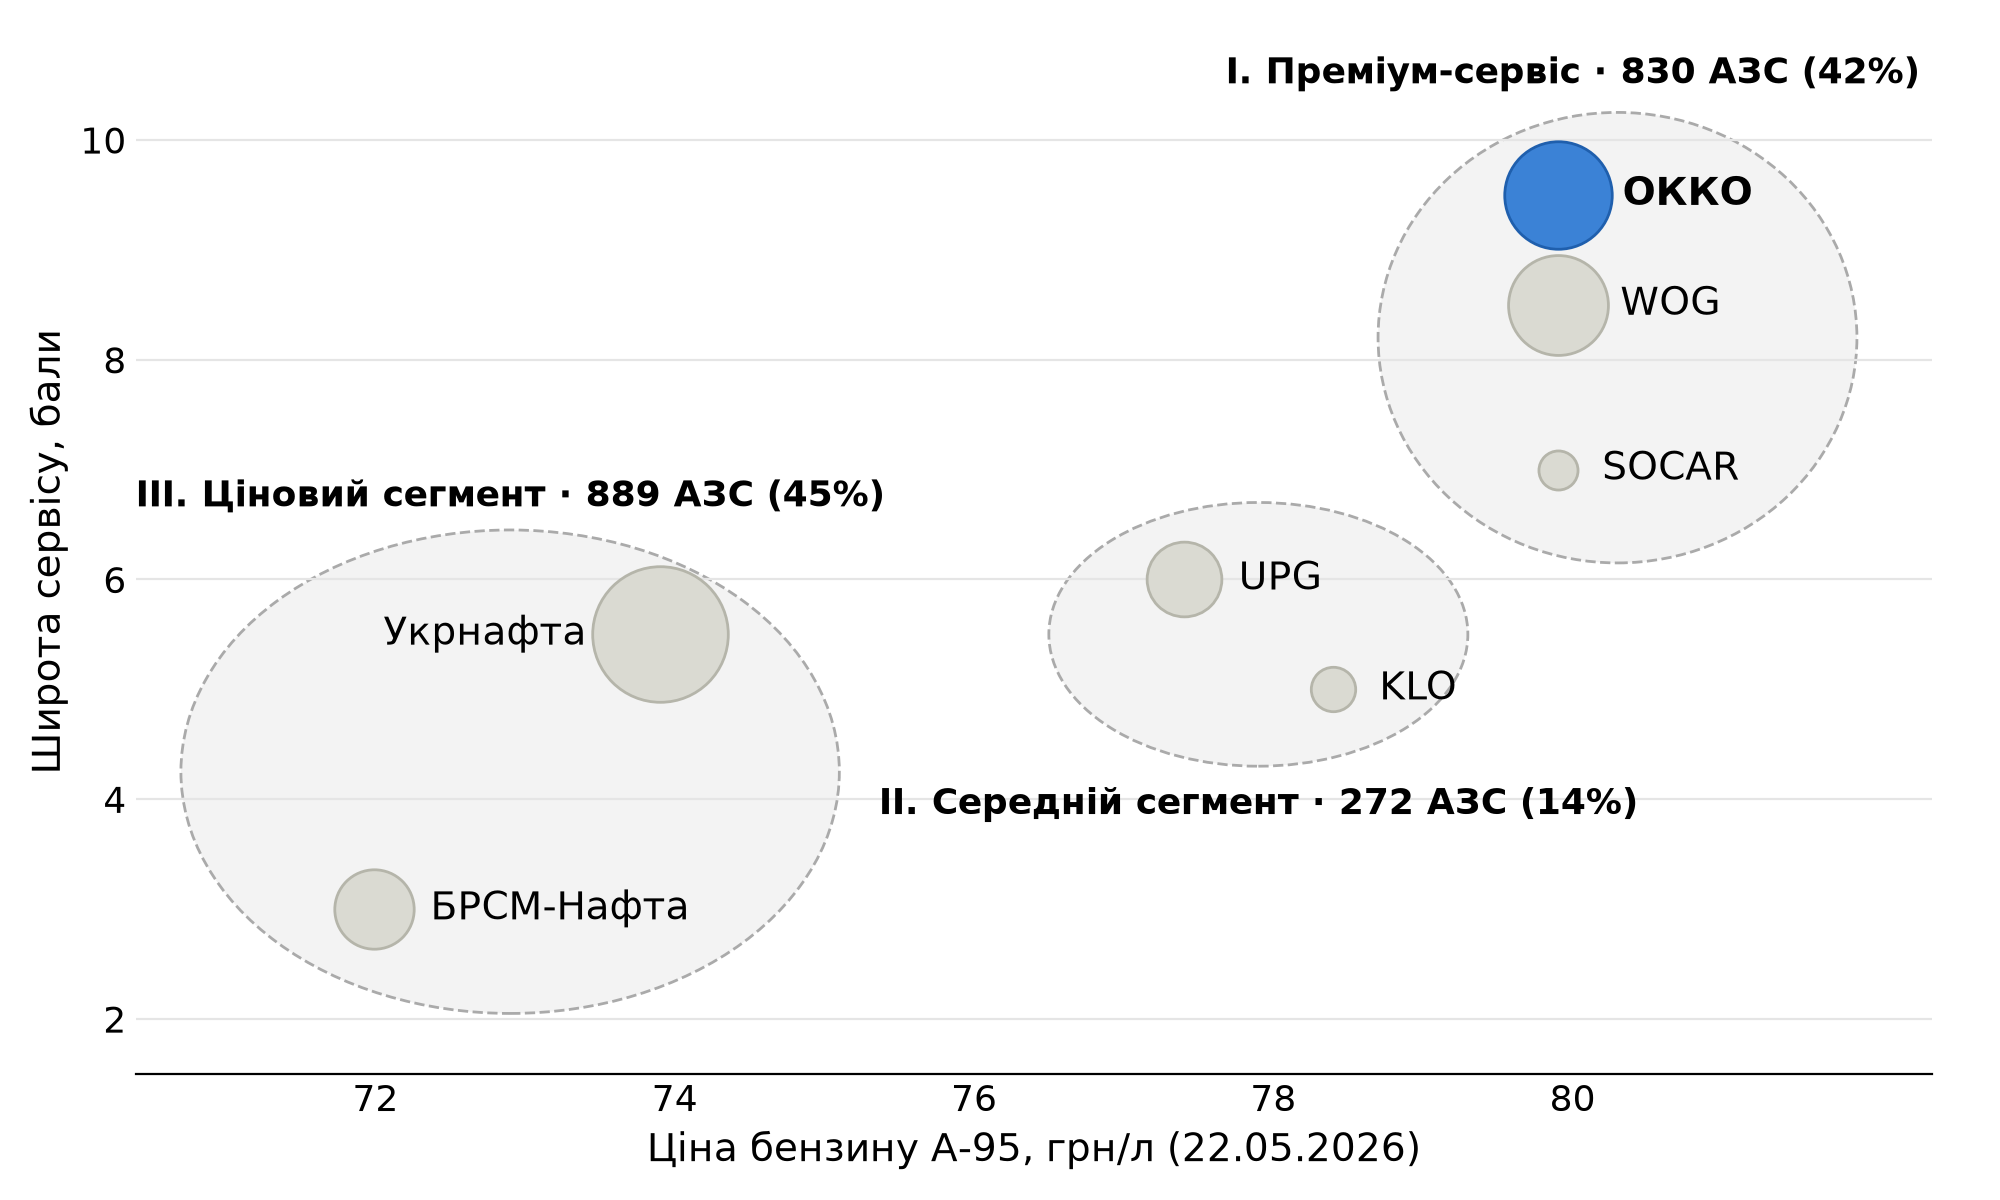 I. Преміум-сервіс · 830 АЗС (42%)
10
ОККО
WOG
8
SOCAR
III. Ціновий сегмент · 889 АЗС (45%)
6
UPG
Укрнафта
KLO
4
II. Середній сегмент · 272 АЗС (14%)
БРСМ-Нафта
2
Широта сервісу, бали
72 74 76 78 80
Ціна бензину А-95, грн/л (22.05.2026)